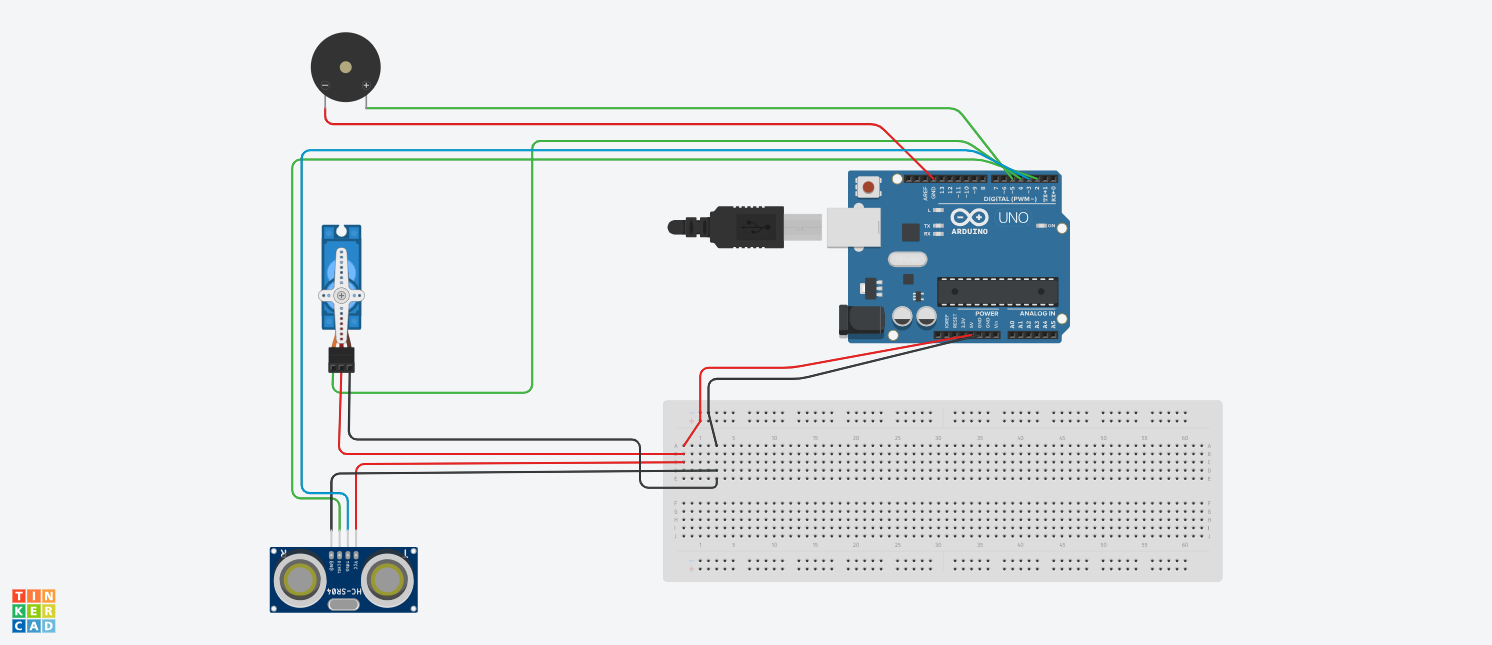 AREF
GND
13
12
~11
~10
~9
8
7
~6
~5
4
~3
2
TX→1
RX←0
DIGITAL (PWM~)
L
TX
RX
UNO
ON
ARDUINO
POWER
ANALOG IN
IOREF
RESET
3.3V
5V
GND
GND
Vin
A0
A1
A2
A3
A4
A5
1 5 10 15 20 25 30 35 40 45 50 55 60
A A
B
C
D D
E E
F F
G G
H H
I I
J J
1 5 10 15 20 25 30 35 40 45 50 55 60
R T
GND
VCC
HC-SR04
TIN
KER
CAD